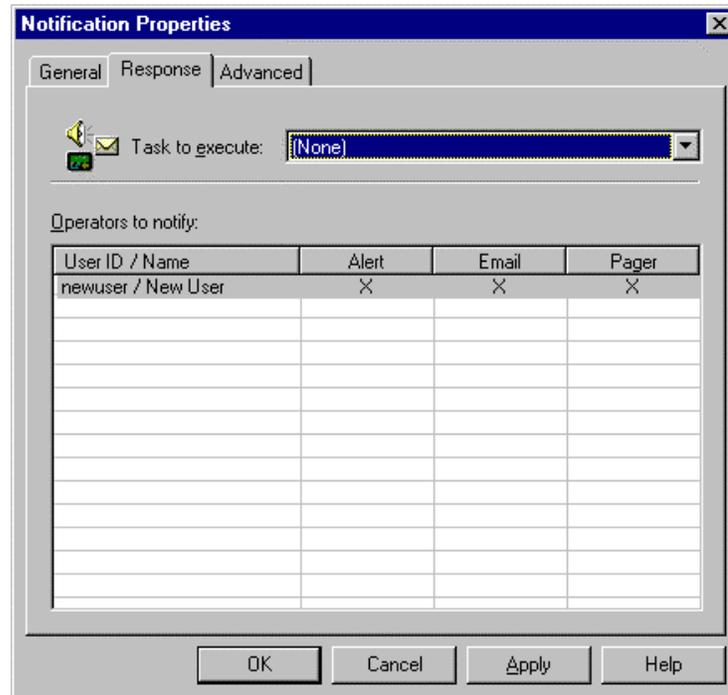 Notification Properties
General Response Advanced
Task to execute: (None)
Operators to notify:
User ID / Name Alert Email Pager
newuser / New User X X X
OK Cancel Apply Help